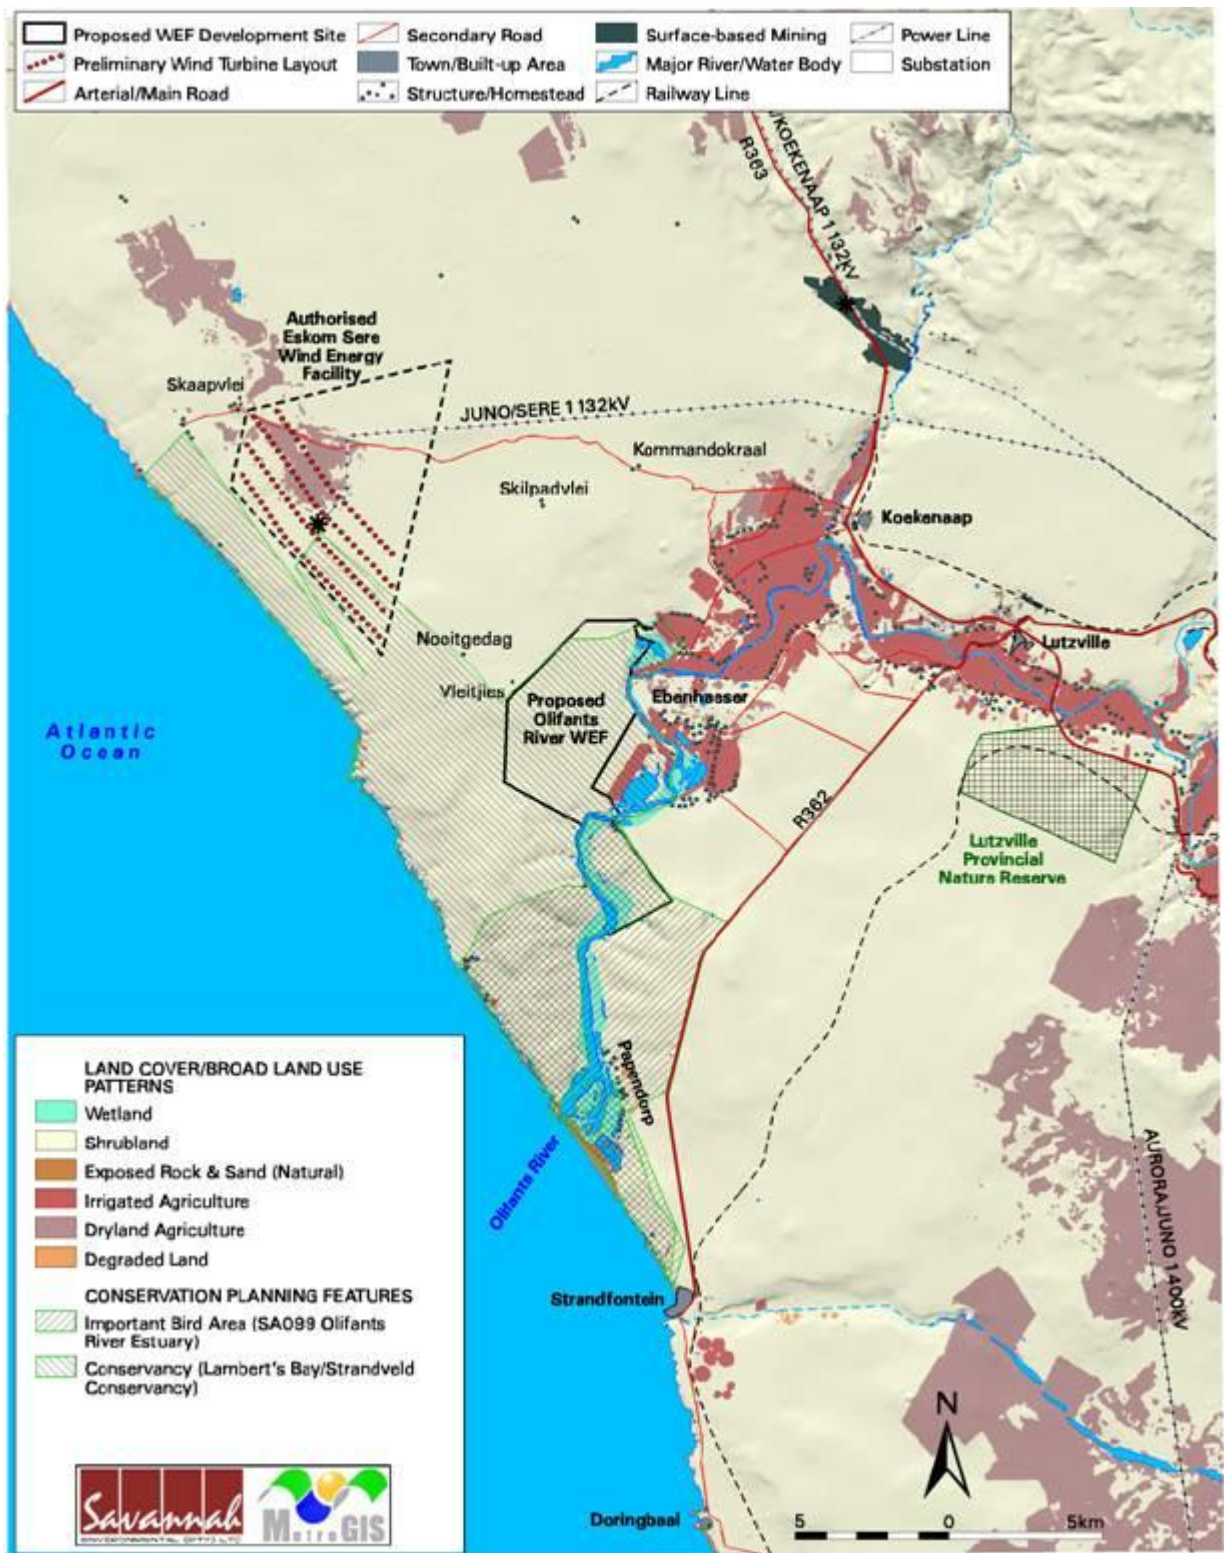 Proposed WEF Development Site
Preliminary Wind Turbine Layout
Arterial/Main Road
Secondary Road
Town/Built-up Area
Structure/Homestead
Surface-based Mining
Major River/Water Body
Railway Line
Power Line
Substation
R363
/KOEKENAAP 1 132kV
Authorised
Eskom Sere
Wind Energy
Facility
Skaapvlei
JUNO/SERE 1 132kV
Kommandokraal
Skilpadvlei
Koekenaap
Nooitgedag
Lutzville
Vleitjies
Ebenhasser
Proposed
Olifants
River WEF
Atlantic
Ocean
R362
Lutzville
Provincial
Nature Reserve
Papendorp
Olifants River
AURORA/JUNO 1 400kV
Strandfontein
Doringbaai
LAND COVER/BROAD LAND USE
PATTERNS
Wetland
Shrubland
Exposed Rock & Sand (Natural)
Irrigated Agriculture
Dryland Agriculture
Degraded Land
CONSERVATION PLANNING FEATURES
Important Bird Area (SA099 Olifants
River Estuary)
Conservancy (Lambert's Bay/Strandveld
Conservancy)
Savannah
ENVIRONMENTAL (PTY) LTD
MetroGIS
N
5 0 5km